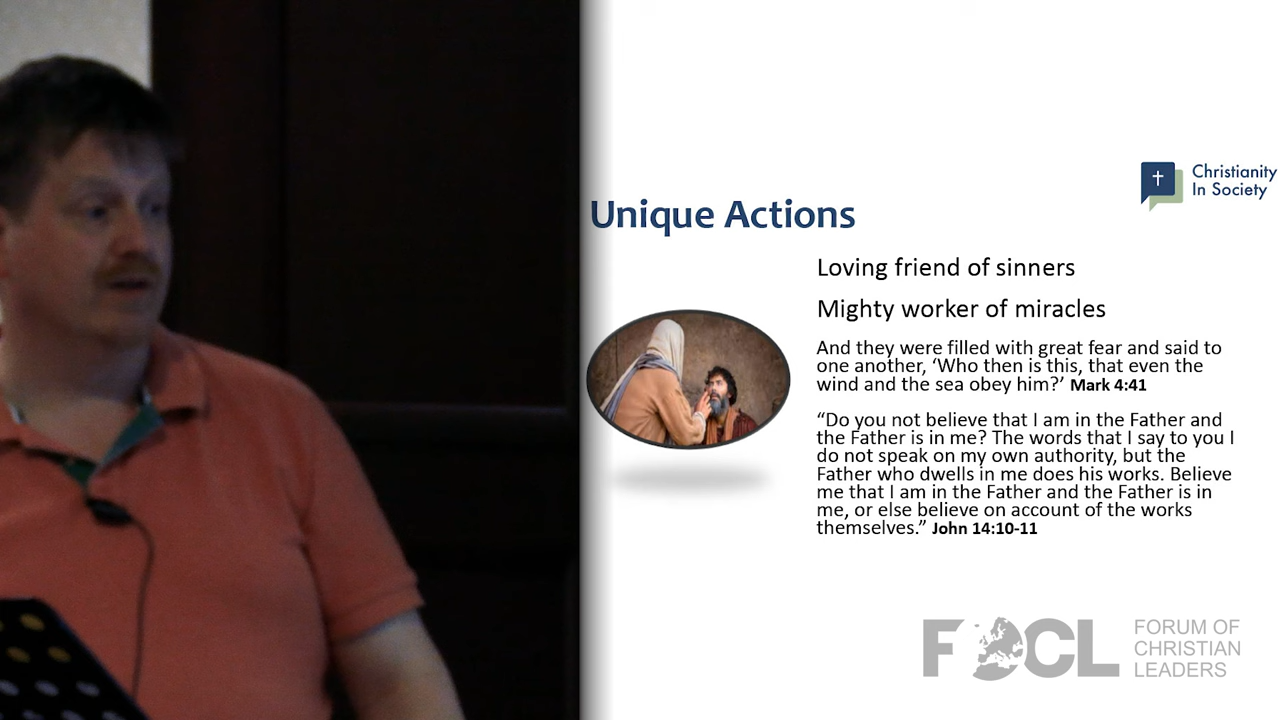 Christianity
In Society
Unique Actions
Loving friend of sinners
Mighty worker of miracles
And they were filled with great fear and said to
one another, ‘Who then is this, that even the
wind and the sea obey him?’ Mark 4:41
“Do you not believe that I am in the Father and
the Father is in me? The words that I say to you I
do not speak on my own authority, but the
Father who dwells in me does his works. Believe
me that I am in the Father and the Father is in
me, or else believe on account of the works
themselves.” John 14:10-11
FOCL
FORUM OF
CHRISTIAN
LEADERS